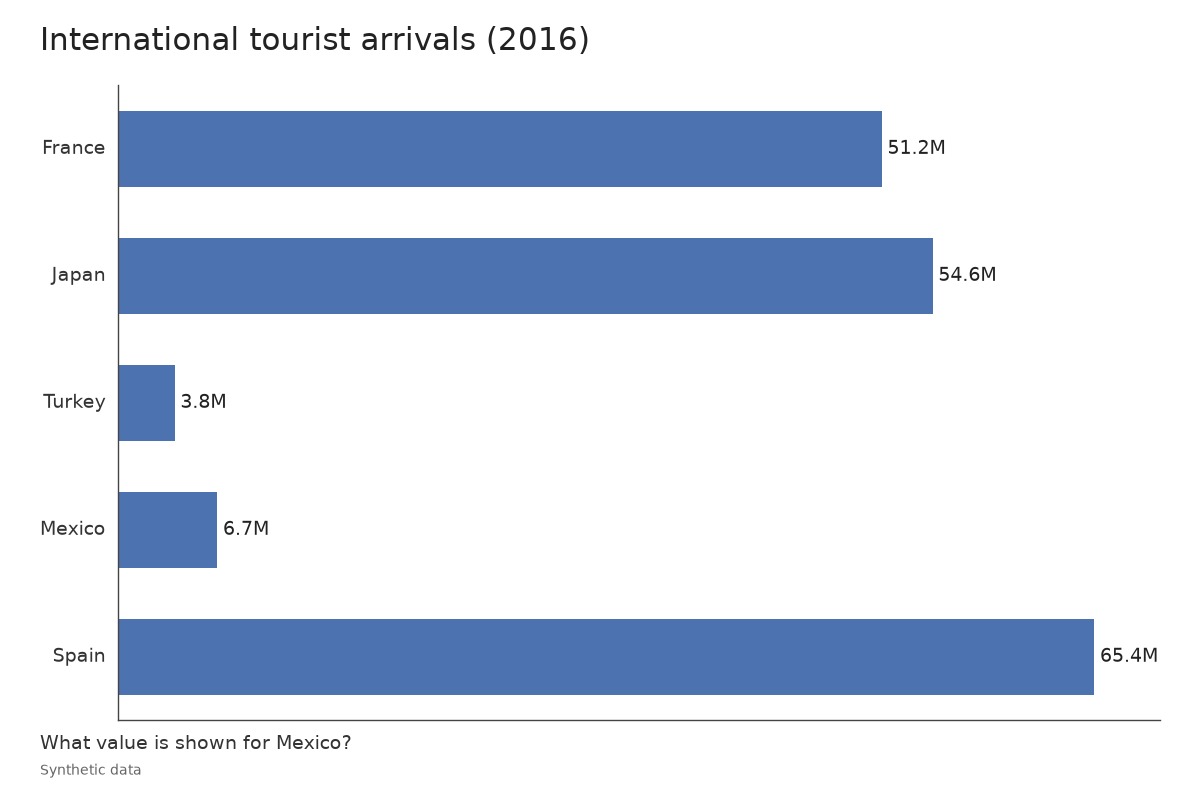 International tourist arrivals (2016)
France 51.2M
Japan 54.6M
Turkey 3.8M
Mexico 6.7M
Spain 65.4M
What value is shown for Mexico?
Synthetic data